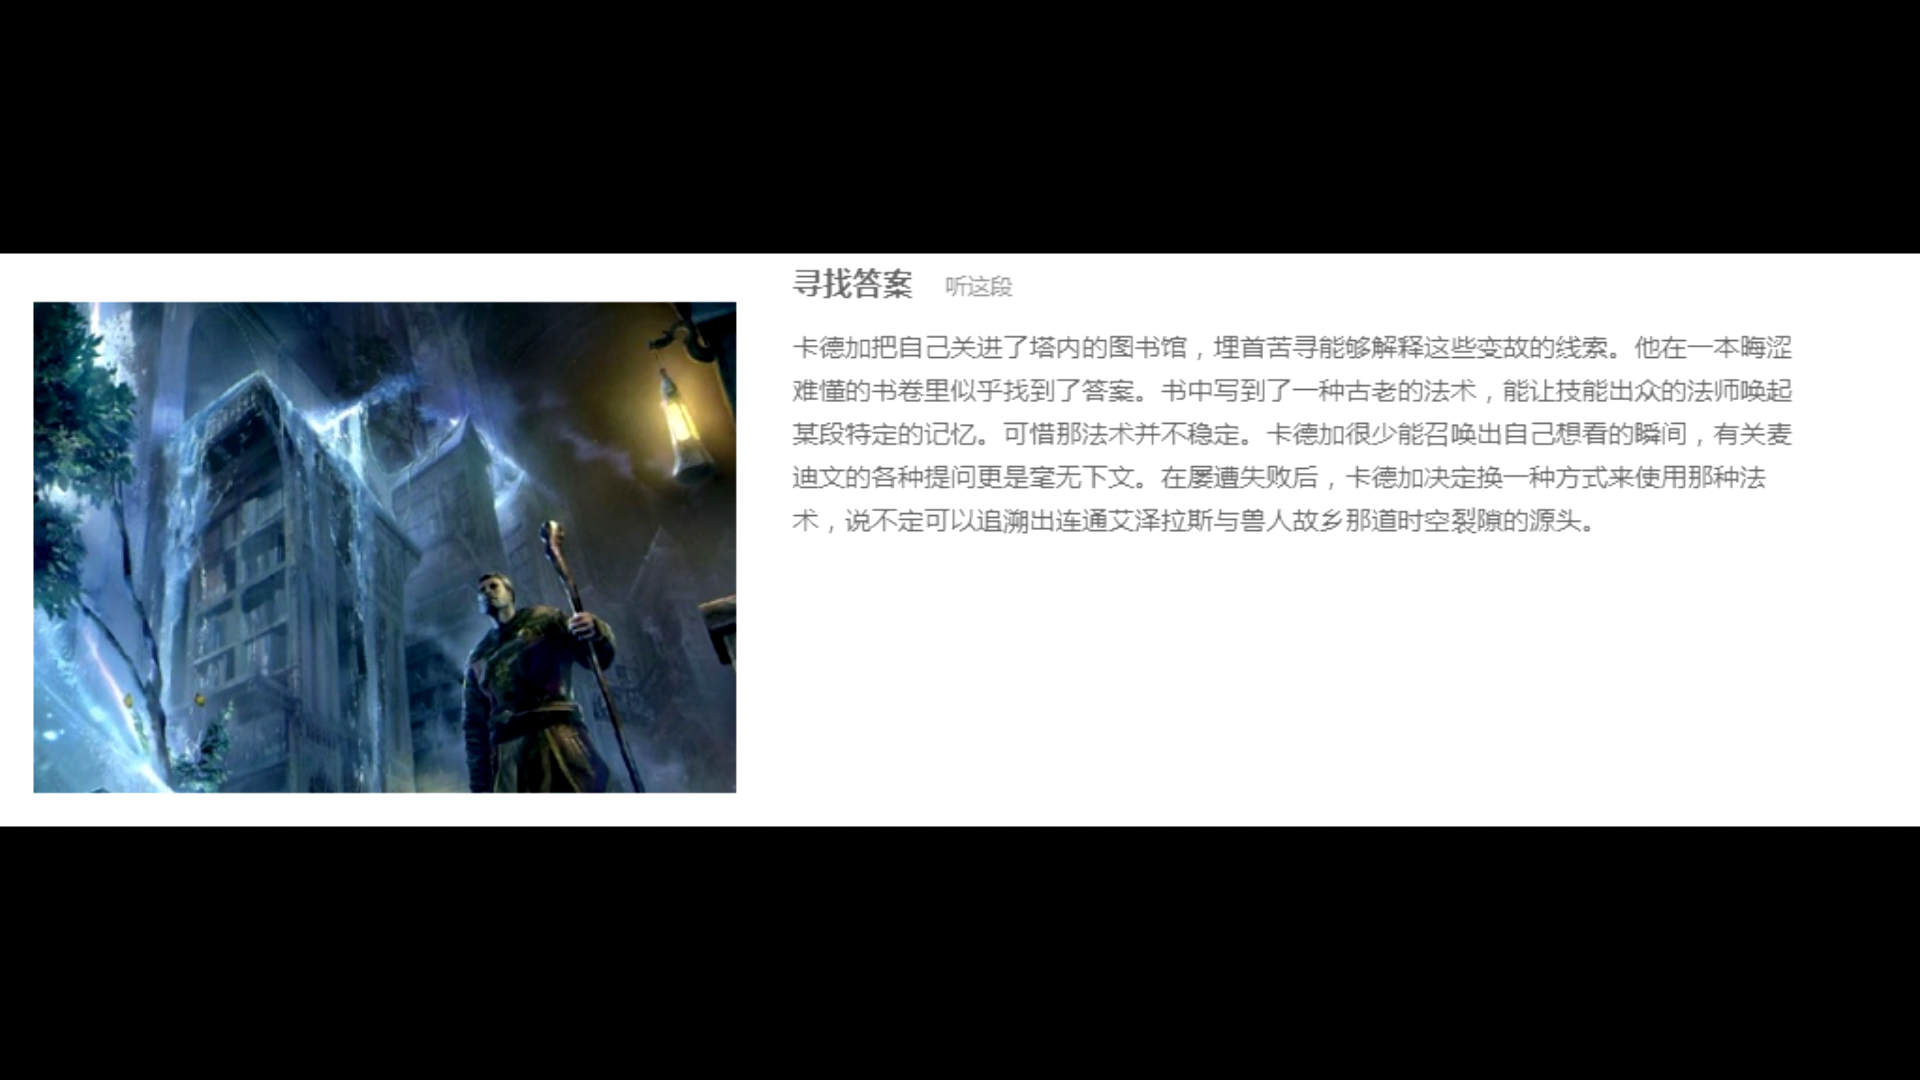 寻找答案 听这段
卡德加把自己关进了塔内的图书馆，埋首苦寻能够解释这些变故的线索。他在一本晦涩
难懂的书卷里似乎找到了答案。书中写到了一种古老的法术，能让技能出众的法师唤起
某段特定的记忆。可惜那法术并不稳定。卡德加很少能召唤出自己想看的瞬间，有关麦
迪文的各种提问更是毫无下文。在屡遭失败后，卡德加决定换一种方式来使用那种法
术，说不定可以追溯出连通艾泽拉斯与兽人故乡那道时空裂隙的源头。